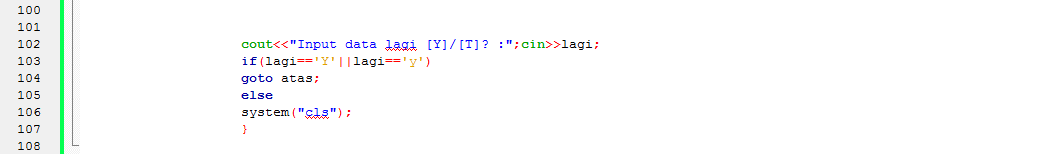 100
101
102 cout<<"Input data lagi [Y]/[T]? :";cin>>lagi;
103 if(lagi=='Y'||lagi=='y')
104 goto atas;
105 else
106 system("cls");
107 }
108